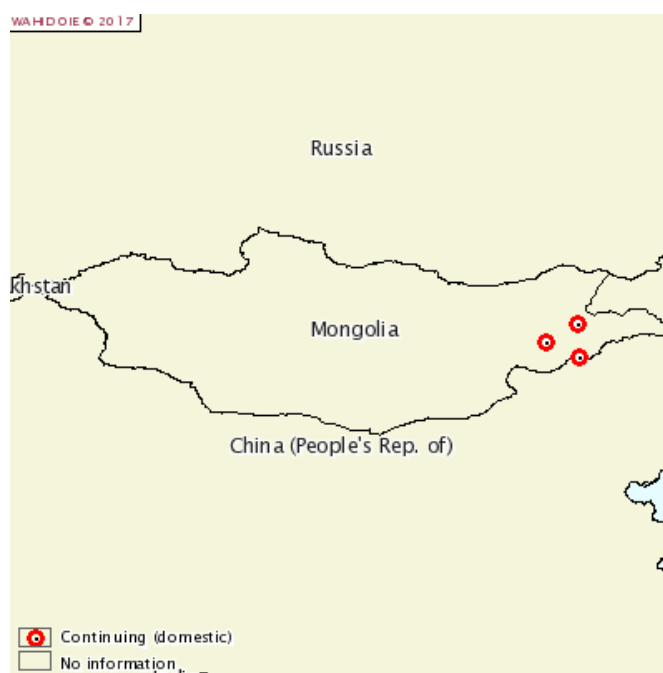 WAHID OIE © 2017
Russia
khstan
Mongolia
China (People's Rep. of)
Continuing (domestic)
No information